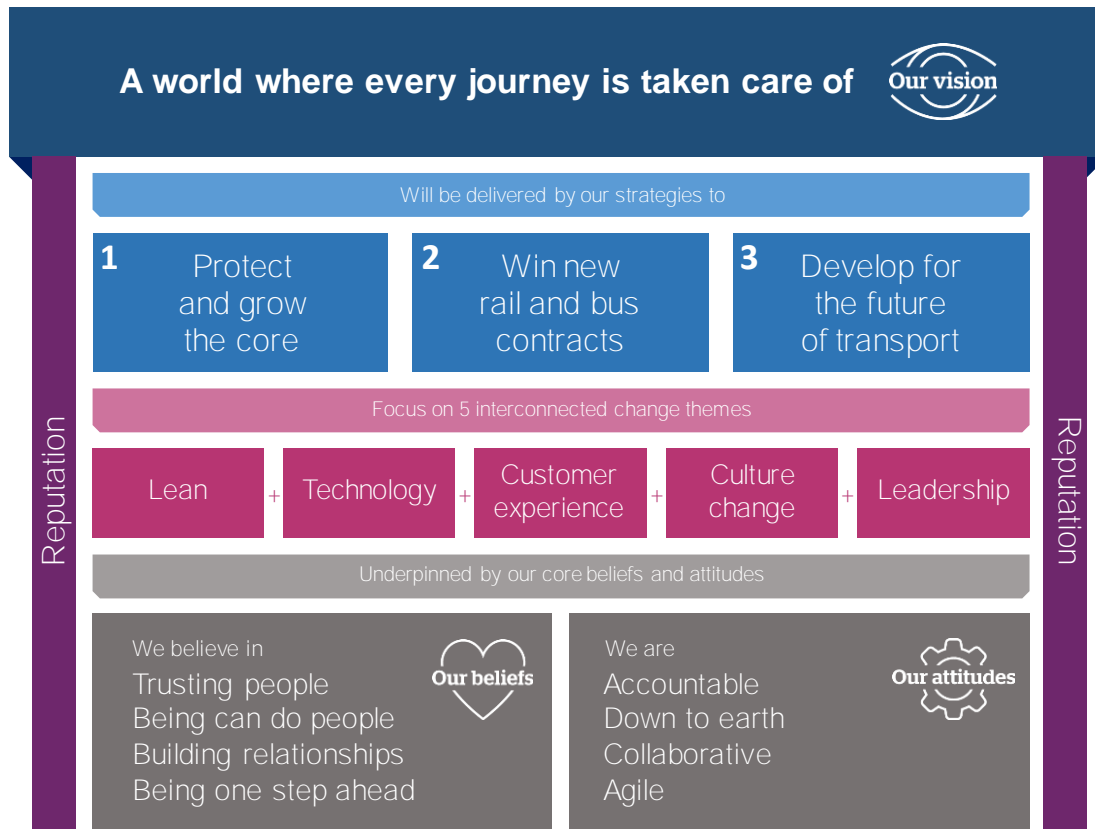 A world where every journey is taken care of
Our vision
Will be delivered by our strategies to
1
Protect
and grow
the core
2
Win new
rail and bus
contracts
3
Develop for
the future
of transport
Focus on 5 interconnected change themes
Lean
+
Technology
+
Customer
experience
+
Culture
change
+
Leadership
Underpinned by our core beliefs and attitudes
We believe in
Trusting people
Being can do people
Building relationships
Being one step ahead
Our beliefs
We are
Accountable
Down to earth
Collaborative
Agile
Our attitudes
Reputation
Reputation